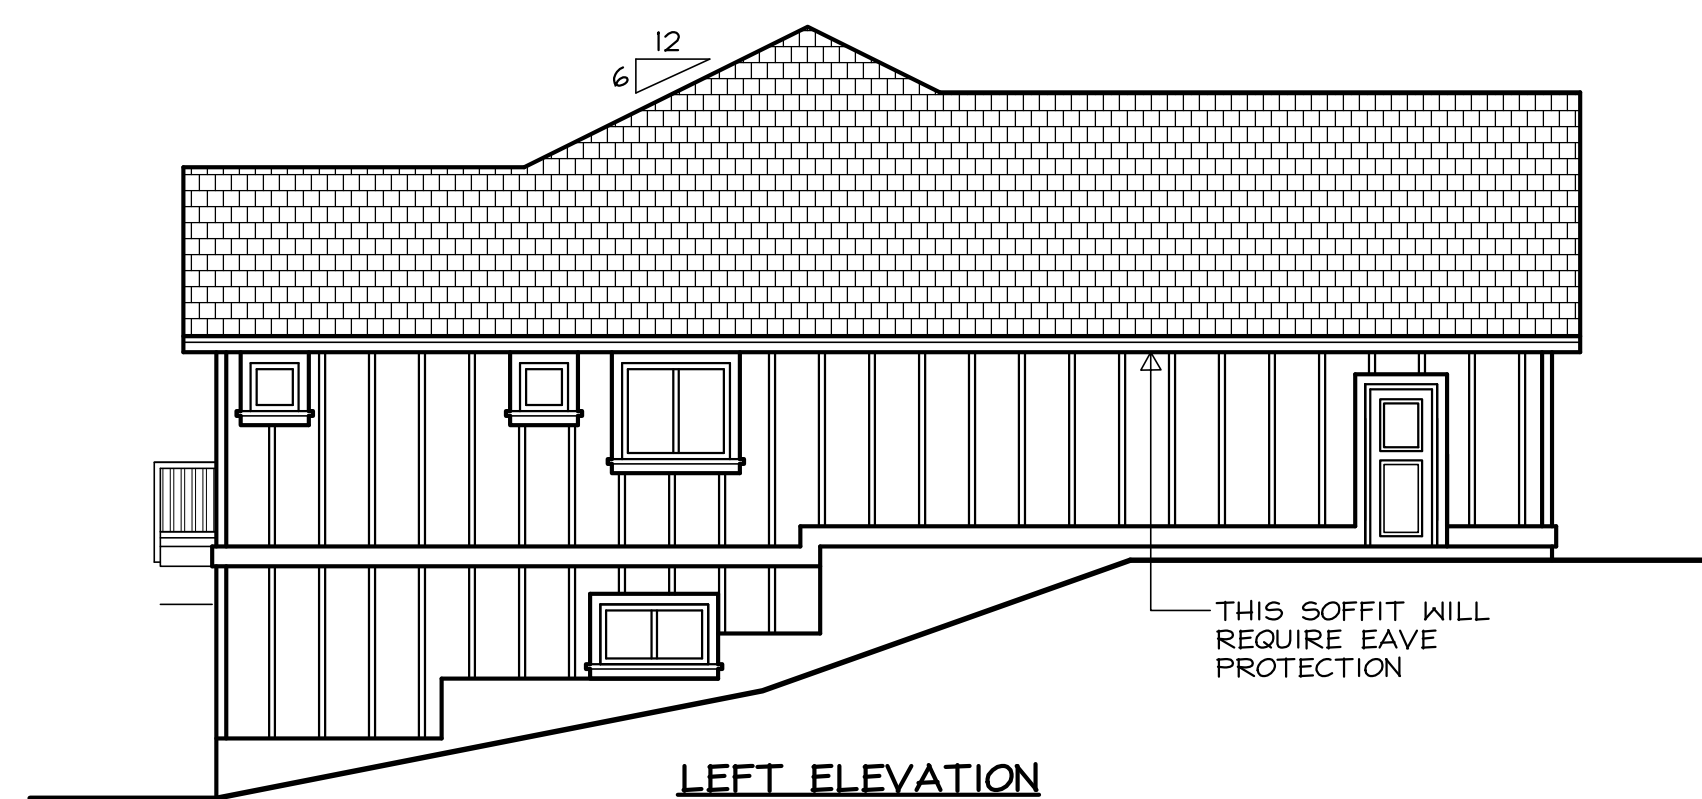 12
6
THIS SOFFIT WILL
REQUIRE EAVE
PROTECTION
LEFT ELEVATION